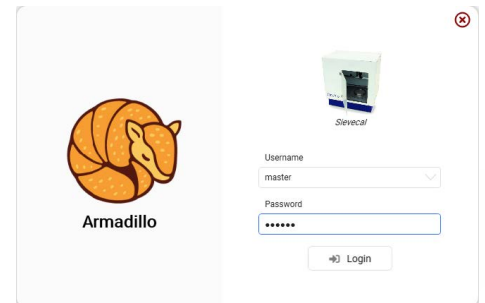 Armadillo
Sievecal
Username
master
Password
••••••
Login